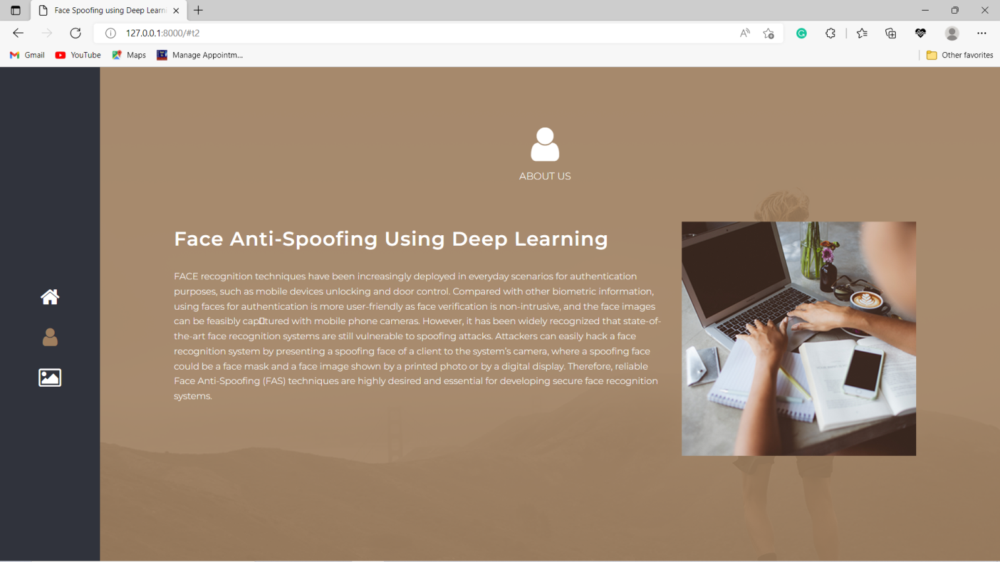 Face Spoofing using Deep Learni
127.0.0.1:8000/#t2
Gmail
YouTube
Maps
Manage Appointm...
Other favorites
ABOUT US
Face Anti-Spoofing Using Deep Learning
FACE recognition techniques have been increasingly deployed in everyday scenarios for authentication
purposes, such as mobile devices unlocking and door control. Compared with other biometric information,
using faces for authentication is more user-friendly as face verification is non-intrusive, and the face images
can be feasibly cap▯tured with mobile phone cameras. However, it has been widely recognized that state-of-
the-art face recognition systems are still vulnerable to spoofing attacks. Attackers can easily hack a face
recognition system by presenting a spoofing face of a client to the system's camera, where a spoofing face
could be a face mask and a face image shown by a printed photo or by a digital display. Therefore, reliable
Face Anti-Spoofing (FAS) techniques are highly desired and essential for developing secure face recognition
systems.